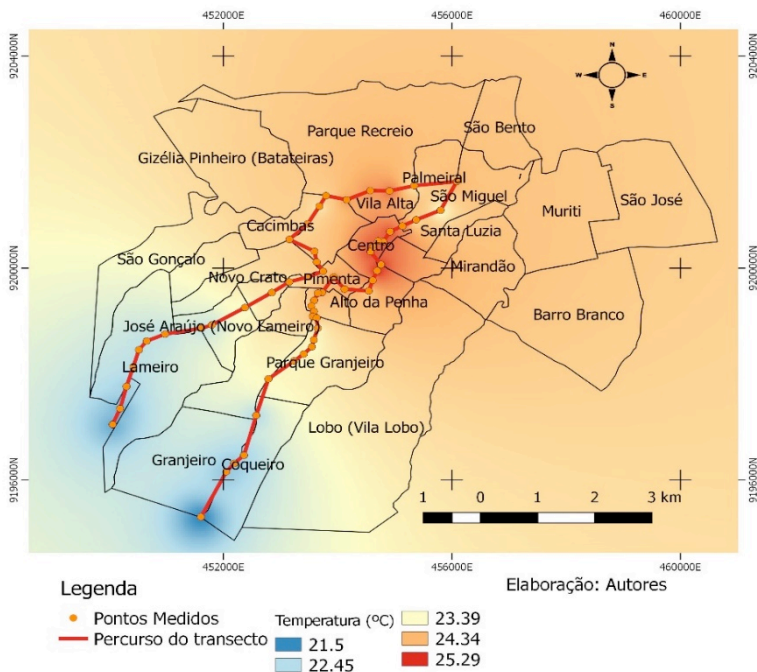 452000E 456000E 460000E
9204000N 9204000N
N
W E
S
São Bento
Parque Recreio
Gizélia Pinheiro (Batateiras)
Palmeiral
São José
Vila Alta São Miguel
Muriti
Cacimbas
Santa Luzia
Centro
São Gonçalo
9200000N 9200000N
Mirandão
Novo Crato Pimenta
Alto da Penha
Barro Branco
José Araújo (Novo Lameiro)
Lameiro
Parque Granjeiro
Lobo (Vila Lobo)
Granjeiro
Coqueiro
9196000N 9196000N
1 0 1 2 3 km
452000E 456000E 460000E
Legenda
Elaboração: Autores
Pontos Medidos
Percurso do transecto
Temperatura (ºC)
21.5
22.45
23.39
24.34
25.29